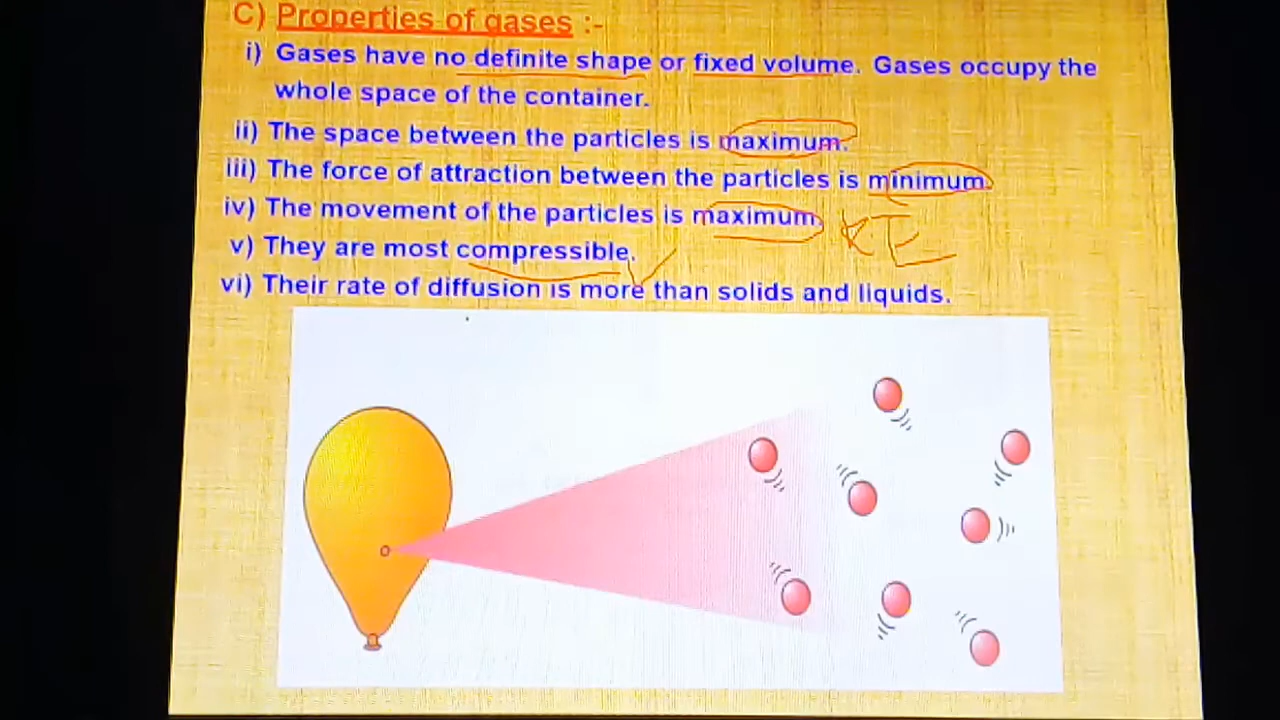 C) Properties of gases :-
i) Gases have no definite shape or fixed volume. Gases occupy the
whole space of the container.
ii) The space between the particles is maximum.
iii) The force of attraction between the particles is minimum.
iv) The movement of the particles is maximum. KE
v) They are most compressible.
vi) Their rate of diffusion is more than solids and liquids.